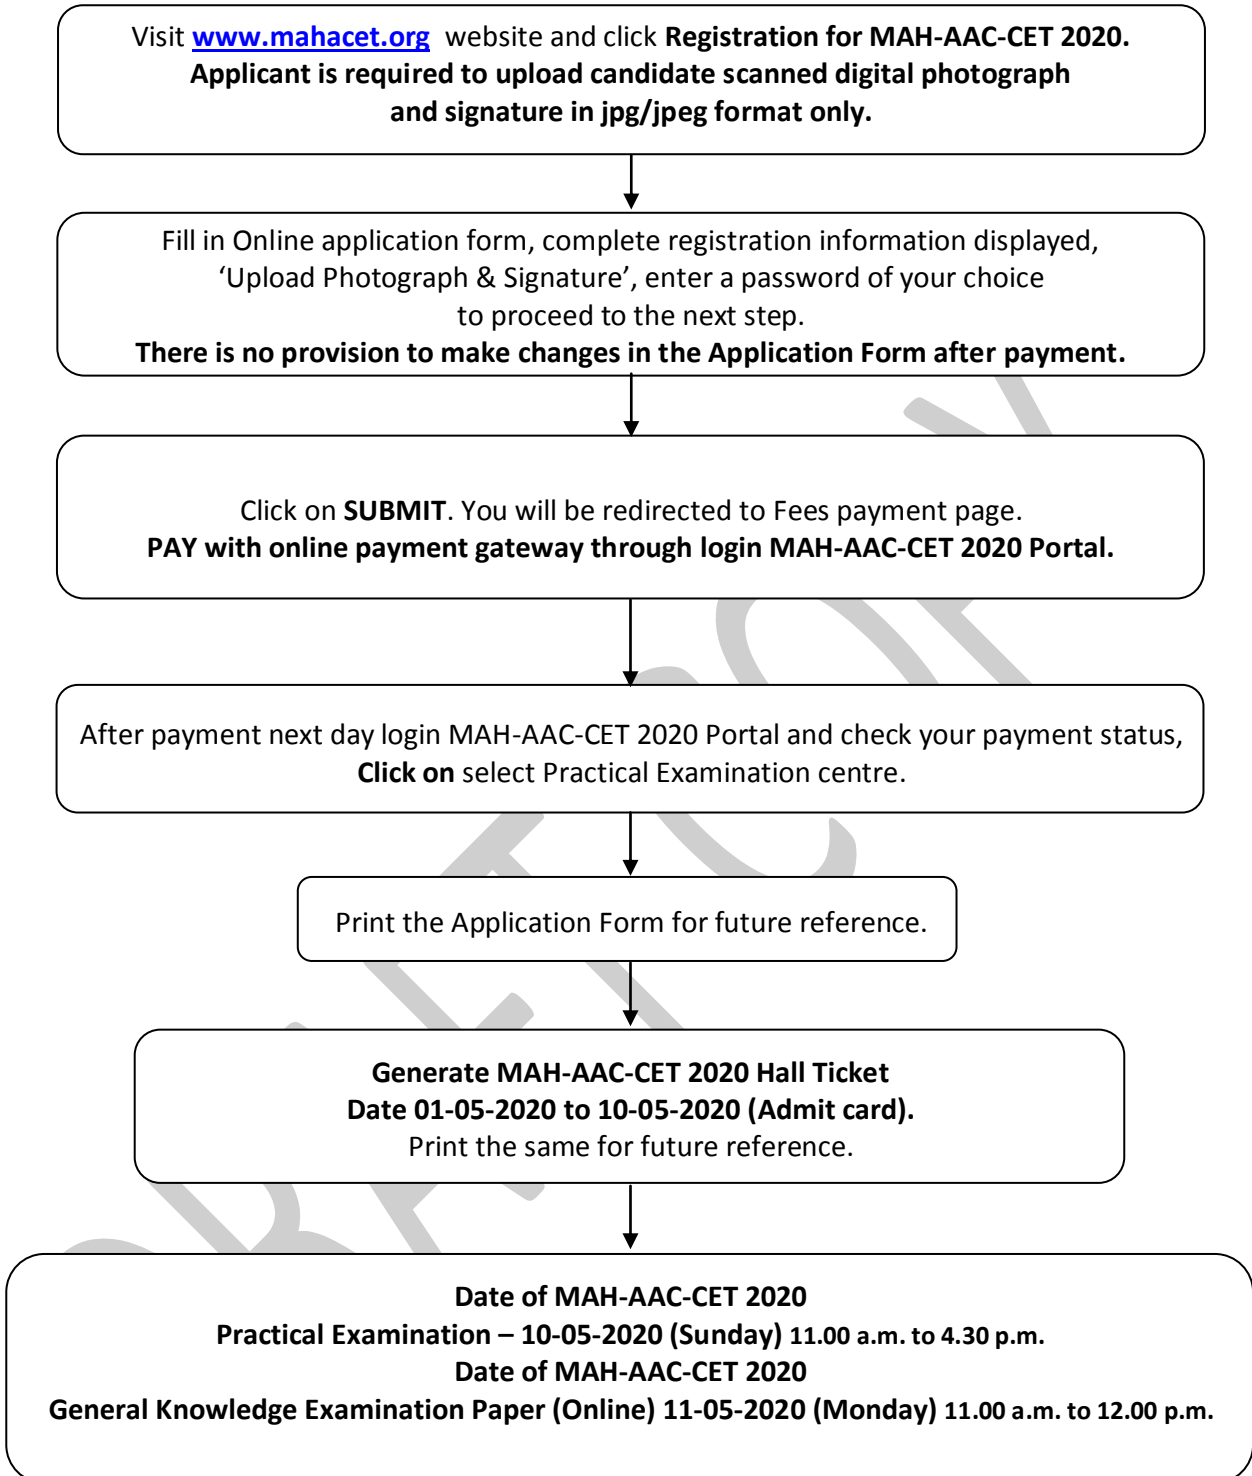 Visit www.mahacet.org website and click Registration for MAH-AAC-CET 2020.
Applicant is required to upload candidate scanned digital photograph
and signature in jpg/jpeg format only.
Fill in Online application form, complete registration information displayed,
‘Upload Photograph & Signature’, enter a password of your choice
to proceed to the next step.
There is no provision to make changes in the Application Form after payment.
Click on SUBMIT. You will be redirected to Fees payment page.
PAY with online payment gateway through login MAH-AAC-CET 2020 Portal.
After payment next day login MAH-AAC-CET 2020 Portal and check your payment status,
Click on select Practical Examination centre.
Print the Application Form for future reference.
Generate MAH-AAC-CET 2020 Hall Ticket
Date 01-05-2020 to 10-05-2020 (Admit card).
Print the same for future reference.
Date of MAH-AAC-CET 2020
Practical Examination – 10-05-2020 (Sunday) 11.00 a.m. to 4.30 p.m.
Date of MAH-AAC-CET 2020
General Knowledge Examination Paper (Online) 11-05-2020 (Monday) 11.00 a.m. to 12.00 p.m.
DRAFT COPY